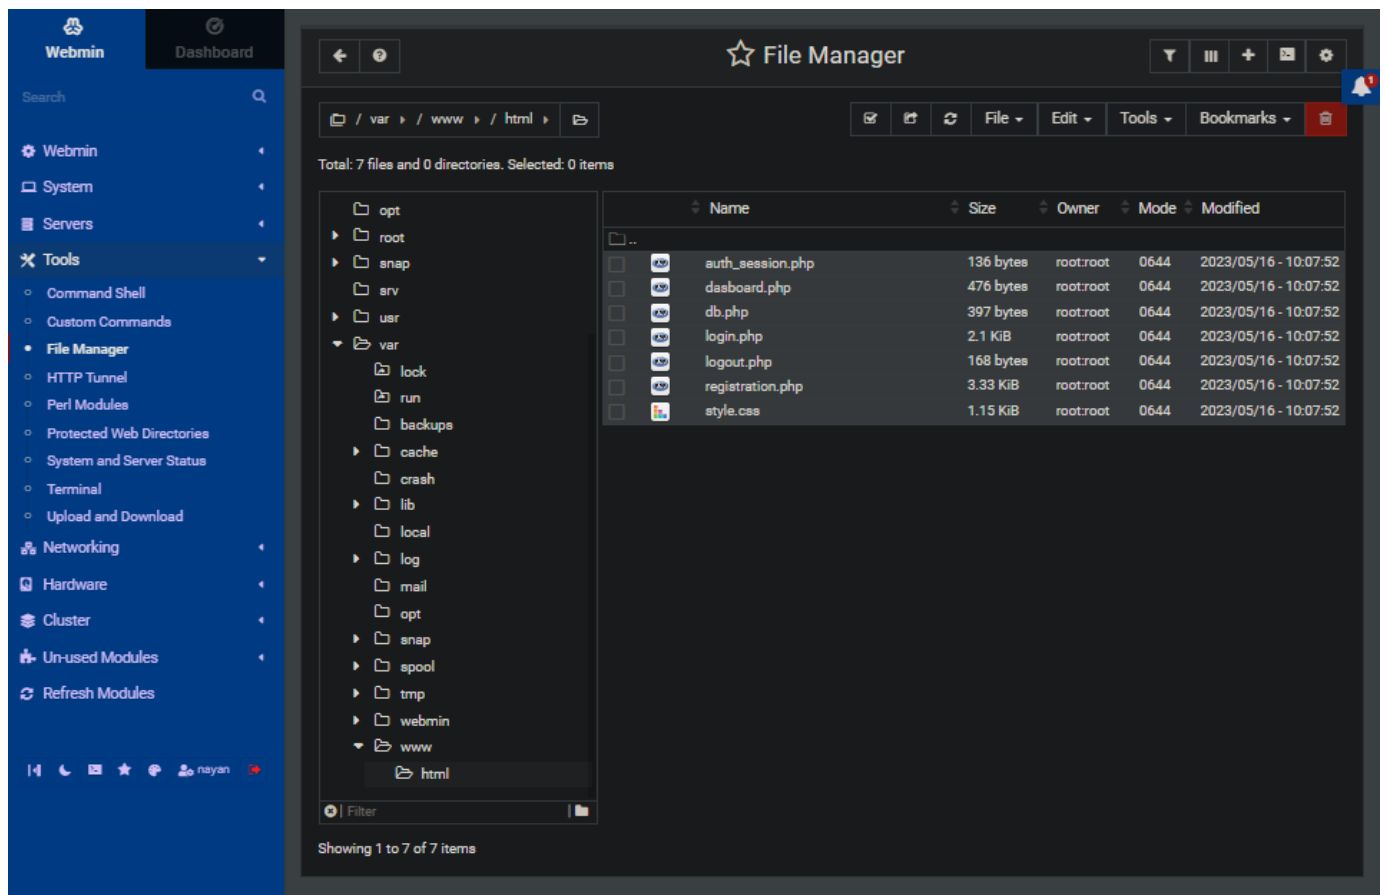 Webmin
Dashboard
Search
Webmin
System
Servers
Tools
Command Shell
Custom Commands
File Manager
HTTP Tunnel
Perl Modules
Protected Web Directories
System and Server Status
Terminal
Upload and Download
Networking
Hardware
Cluster
Un-used Modules
Refresh Modules
nayan
File Manager
1
/ var / www / html
File Edit Tools Bookmarks
Total: 7 files and 0 directories. Selected: 0 items
opt
root
snap
srv
usr
var
lock
run
backups
cache
crash
lib
local
log
mail
opt
snap
spool
tmp
webmin
www
html
Filter
Name Size Owner Mode Modified
..
auth_session.php 136 bytes root:root 0644 2023/05/16 - 10:07:52
dasboard.php 476 bytes root:root 0644 2023/05/16 - 10:07:52
db.php 397 bytes root:root 0644 2023/05/16 - 10:07:52
login.php 2.1 KiB root:root 0644 2023/05/16 - 10:07:52
logout.php 168 bytes root:root 0644 2023/05/16 - 10:07:52
registration.php 3.33 KiB root:root 0644 2023/05/16 - 10:07:52
style.css 1.15 KiB root:root 0644 2023/05/16 - 10:07:52
Showing 1 to 7 of 7 items